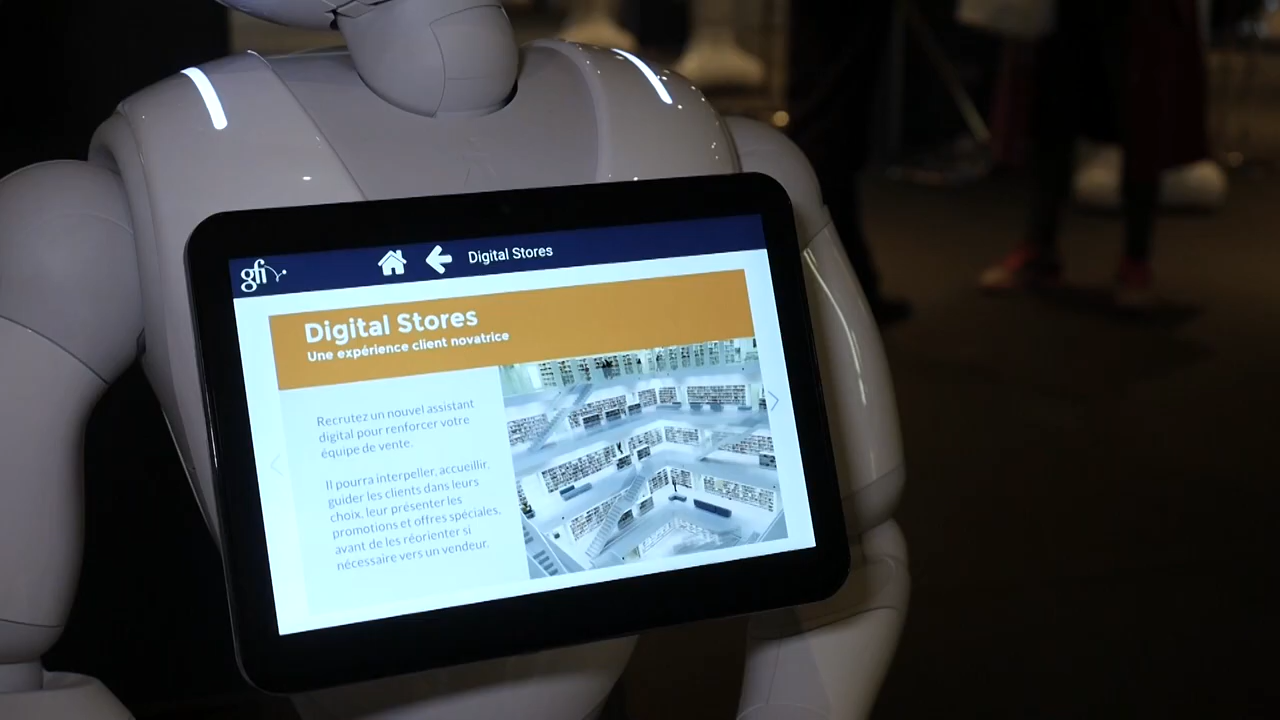 gfi
Digital Stores
Digital Stores
Une expérience client novatrice
Recrutez un nouvel assistant
digital pour renforcer votre
équipe de vente.
Il pourra interpeller, accueillir,
guider les clients dans leurs
choix, leur présenter les
promotions et offres spéciales,
avant de les réorienter si
nécessaire vers un vendeur.